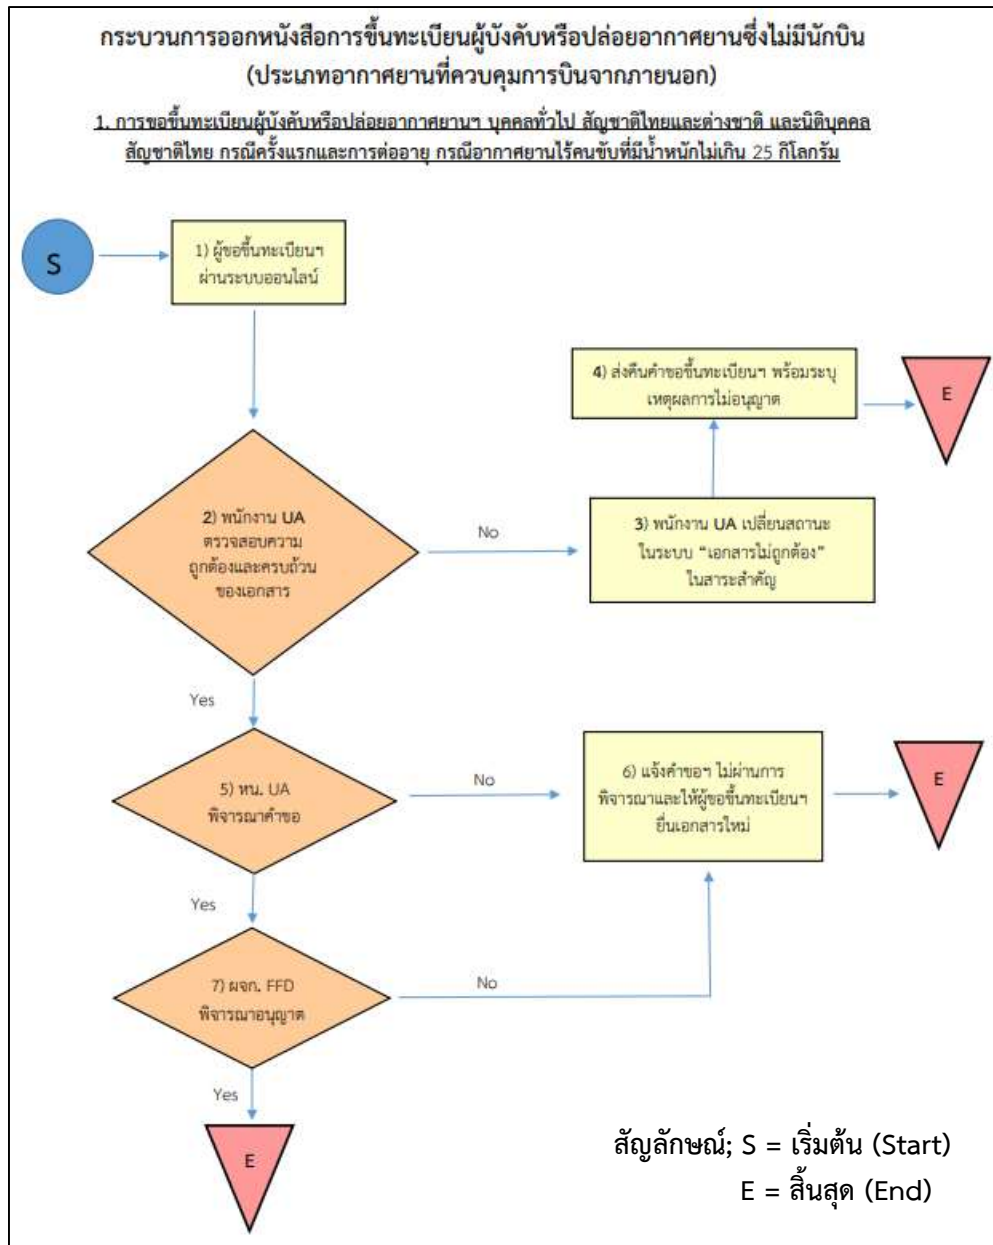 กระบวนการออกหนังสือการขึ้นทะเบียนผู้บังคับหรือปล่อยอากาศยานซึ่งไม่มีนักบิน
(ประเภทอากาศยานที่ควบคุมการบินจากภายนอก)
1. การขอขึ้นทะเบียนผู้บังคับหรือปล่อยอากาศยานฯ บุคคลทั่วไป สัญชาติไทยและต่างชาติ และนิติบุคคล
สัญชาติไทย กรณีครั้งแรกและการต่ออายุ กรณีอากาศยานไร้คนขับที่มีน้ำหนักไม่เกิน 25 กิโลกรัม
S
1) ผู้ขอขึ้นทะเบียนฯ
ผ่านระบบออนไลน์
4) ส่งคืนคำขอขึ้นทะเบียนฯ พร้อมระบุ
เหตุผลการไม่อนุญาต
E
2) พนักงาน UA
ตรวจสอบความ
ถูกต้องและครบถ้วน
ของเอกสาร
No
3) พนักงาน UA เปลี่ยนสถานะ
ในระบบ “เอกสารไม่ถูกต้อง”
ในสาระสำคัญ
Yes
5) หน. UA
พิจารณาคำขอ
No
6) แจ้งคำขอฯ ไม่ผ่านการ
พิจารณาและให้ผู้ขอขึ้นทะเบียนฯ
ยื่นเอกสารใหม่
E
Yes
7) ผจก. FFD
พิจารณาอนุญาต
No
Yes
E
สัญลักษณ์; S = เริ่มต้น (Start)
E = สิ้นสุด (End)